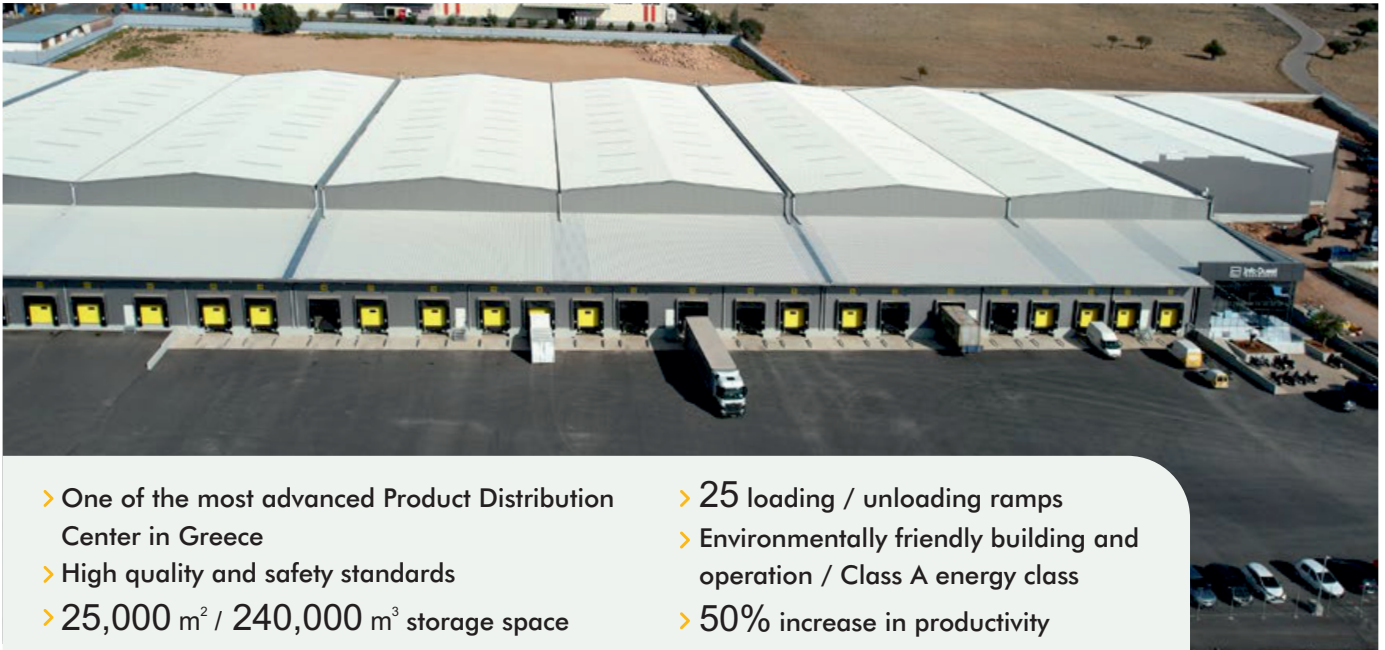 Info Quest
One of the most advanced Product Distribution
Center in Greece
High quality and safety standards
25,000 m² / 240,000 m³ storage space
25 loading / unloading ramps
Environmentally friendly building and
operation / Class A energy class
50% increase in productivity